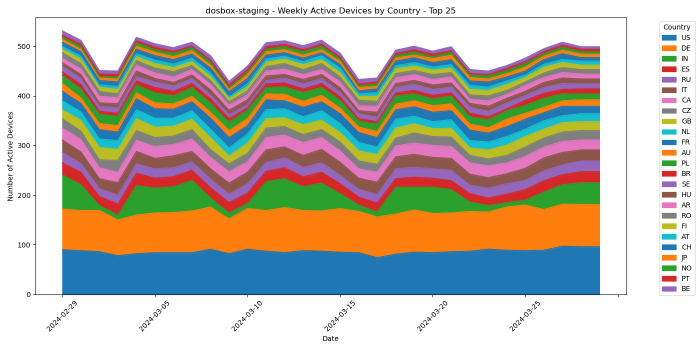 dosbox-staging - Weekly Active Devices by Country - Top 25
Country
US
DE
IN
ES
RU
IT
CA
CZ
GB
NL
FR
AU
PL
BR
SE
HU
AR
RO
FI
AT
CH
JP
NO
PT
BE
Number of Active Devices
500
400
300
200
100
0
2024-02-29
2024-03-05
2024-03-10
2024-03-15
2024-03-20
2024-03-25
Date